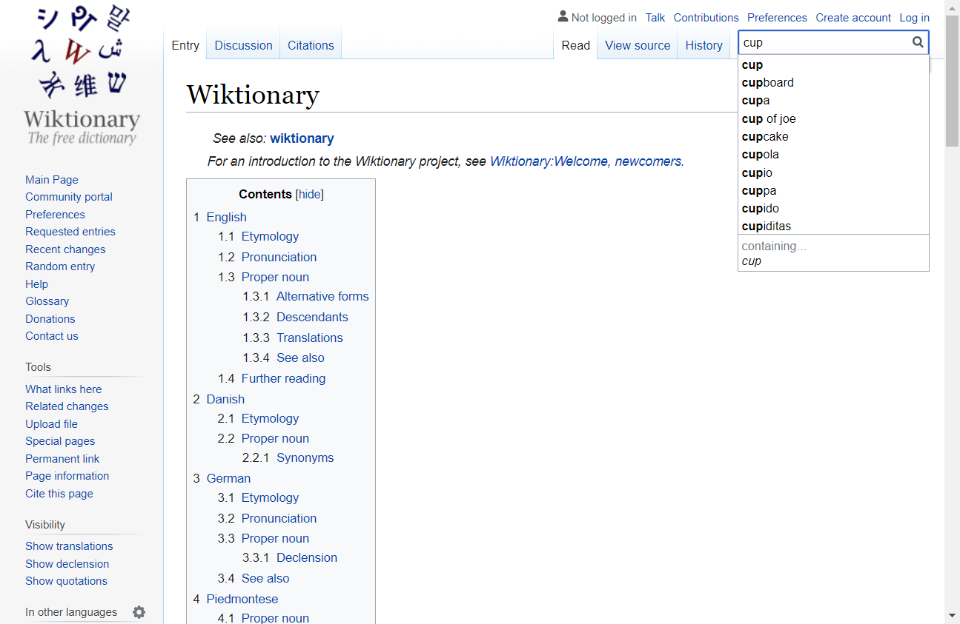 シ
Wiktionary
The free dictionary
Main Page
Community portal
Preferences
Requested entries
Recent changes
Random entry
Help
Glossary
Donations
Contact us
Tools
What links here
Related changes
Upload file
Special pages
Permanent link
Page information
Cite this page
Visibility
Show translations
Show declension
Show quotations
In other languages
Not logged in Talk Contributions Preferences Create account Log in
Entry Discussion Citations Read View source History
cup
cup
cupboard
cupa
cup of joe
cupcake
cupola
cupio
cuppa
cupido
cupiditas
containing...
cup
Wiktionary
See also: wiktionary
For an introduction to the Wiktionary project, see Wiktionary:Welcome, newcomers.
Contents [hide]
1 English
1.1 Etymology
1.2 Pronunciation
1.3 Proper noun
1.3.1 Alternative forms
1.3.2 Descendants
1.3.3 Translations
1.3.4 See also
1.4 Further reading
2 Danish
2.1 Etymology
2.2 Proper noun
2.2.1 Synonyms
3 German
3.1 Etymology
3.2 Pronunciation
3.3 Proper noun
3.3.1 Declension
3.4 See also
4 Piedmontese
4.1 Proper noun